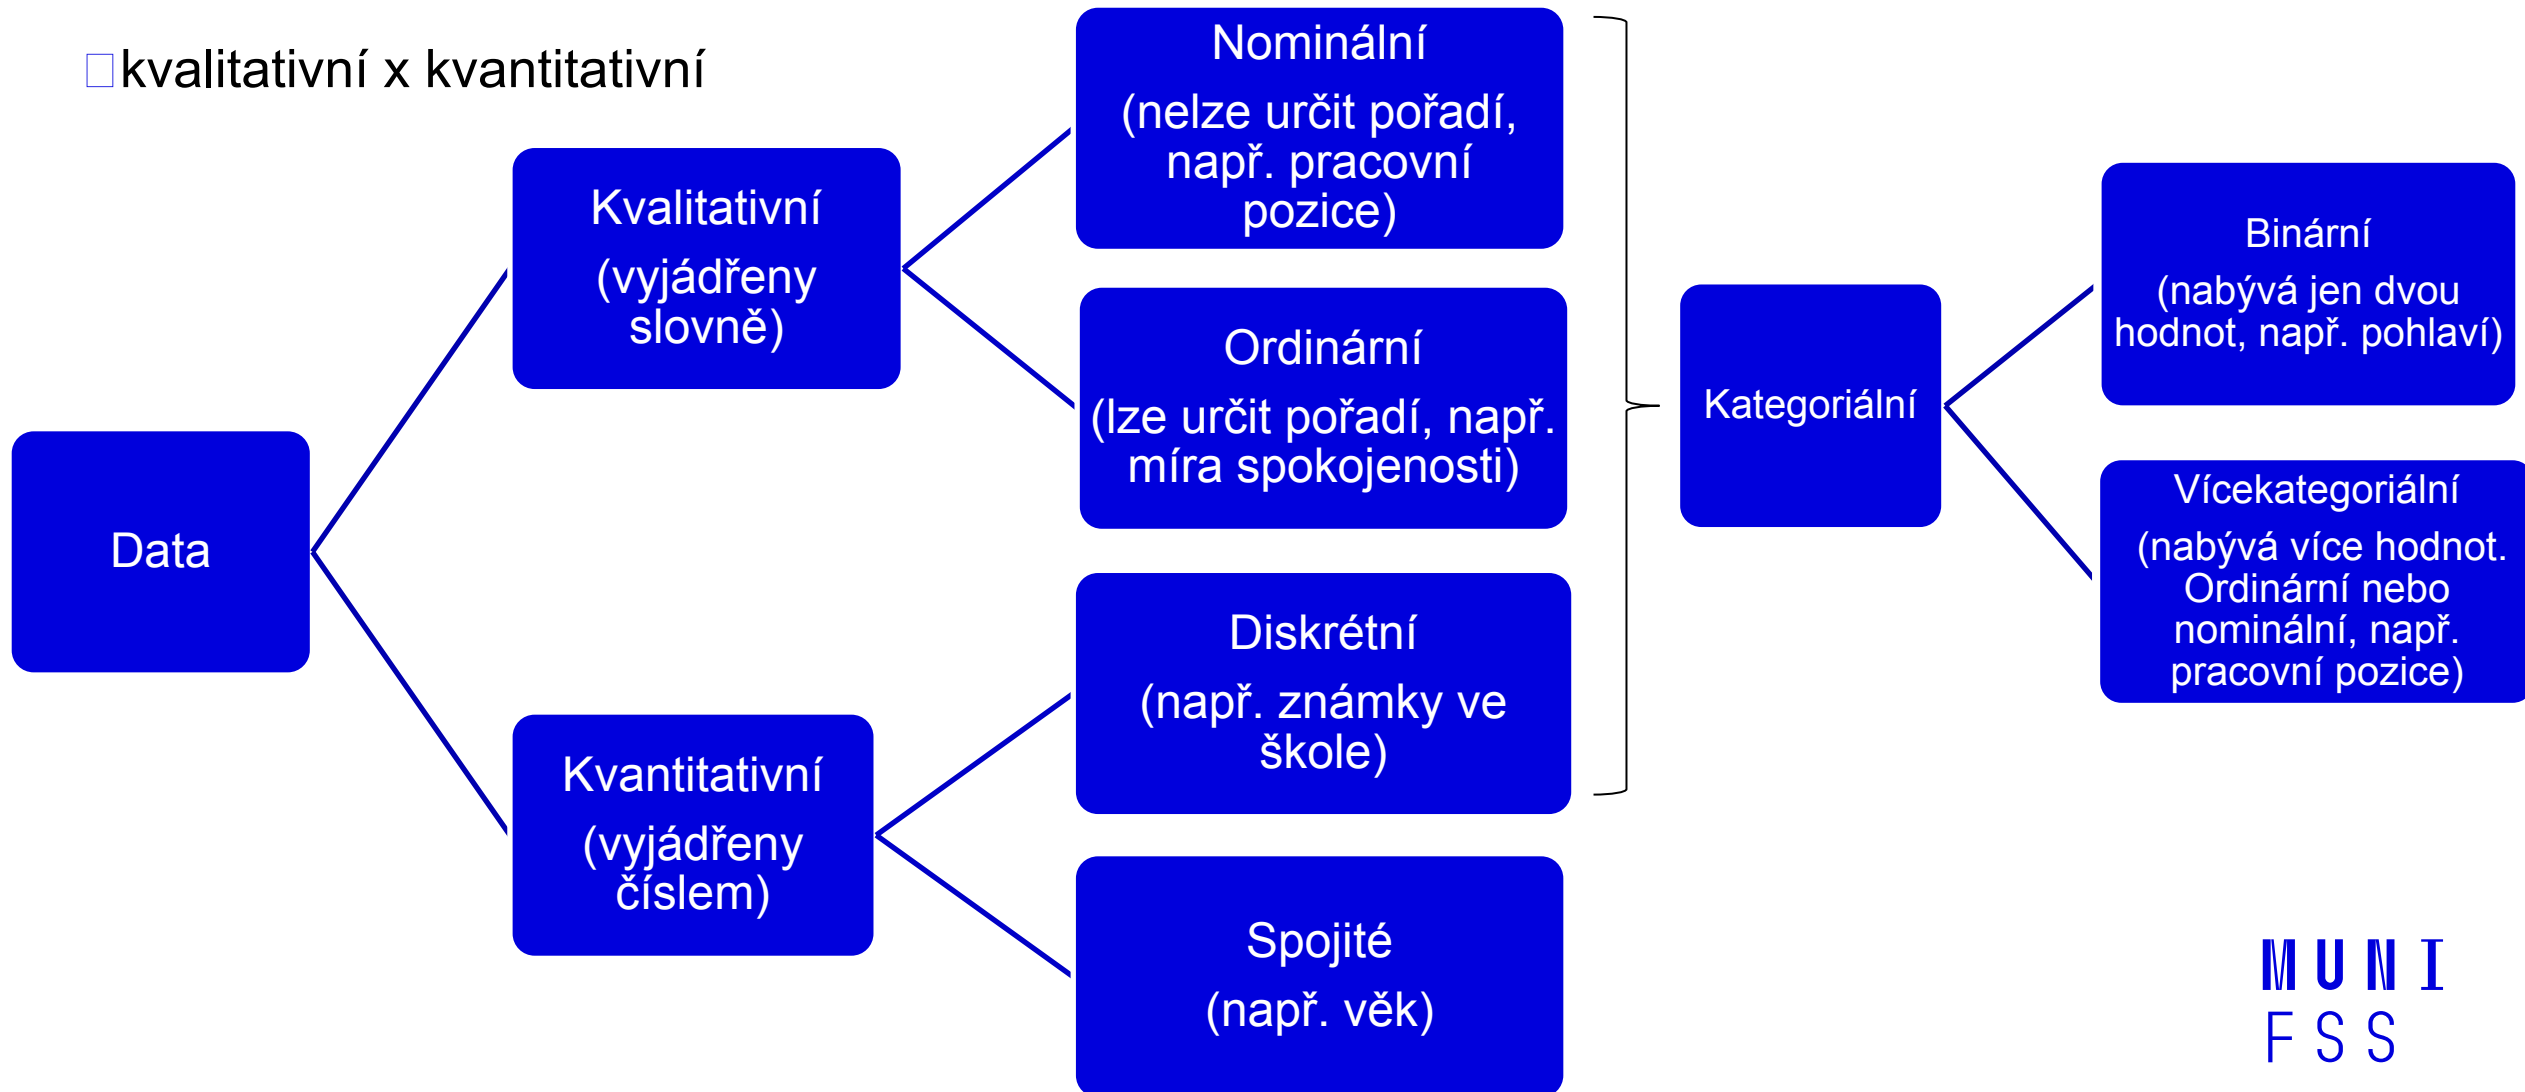 kvalitativní x kvantitativní
Data
Kvalitativní
(vyjádřeny
slovně)
Kvantitativní
(vyjádřeny
číslem)
Nominální
(nelze určit pořadí,
např. pracovní
pozice)
Ordinární
(lze určit pořadí, např.
míra spokojenosti)
Diskrétní
(např. známky ve
škole)
Spojité
(např. věk)
Kategoriální
Binární
(nabývá jen dvou
hodnot, např. pohlaví)
Vícekategoriální
(nabývá více hodnot.
Ordinární nebo
nominální, např.
pracovní pozice)
MUNI
FSS